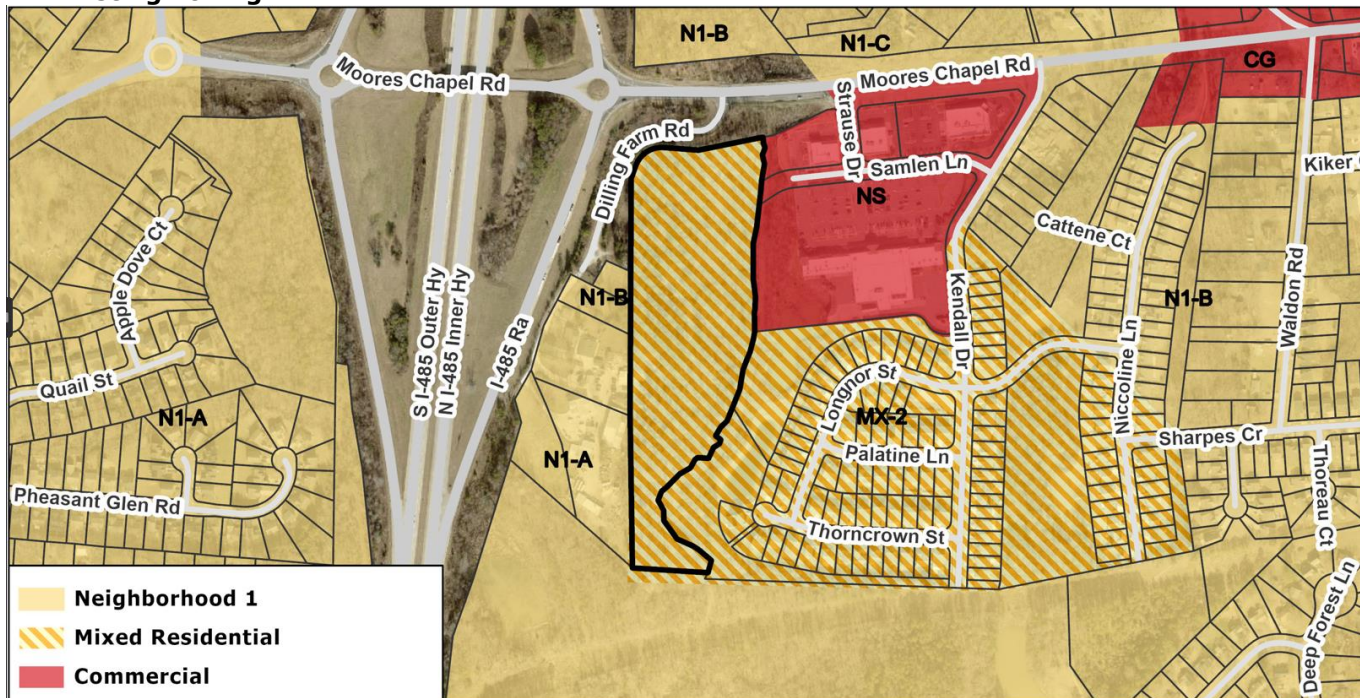 N1-B
N1-C
CG
Moores Chapel Rd
Moores Chapel Rd
Strause Dr
Dilling Farm Rd
Samlen Ln
Kiker
NS
Cattene Ct
Apple Dove Ct
N1-B
N1-B
Waldon Rd
Kendall Dr
S I-485 Outer Hy
N I-485 Inner Hy
I-485 Ra
Quail St
Longnor St
Niccoline Ln
N1-A
MX-2
Sharpes Cr
N1-A
Palatine Ln
Pheasant Glen Rd
Thorncrown St
Thoreau Ct
Deep Forest Ln
Neighborhood 1
Mixed Residential
Commercial